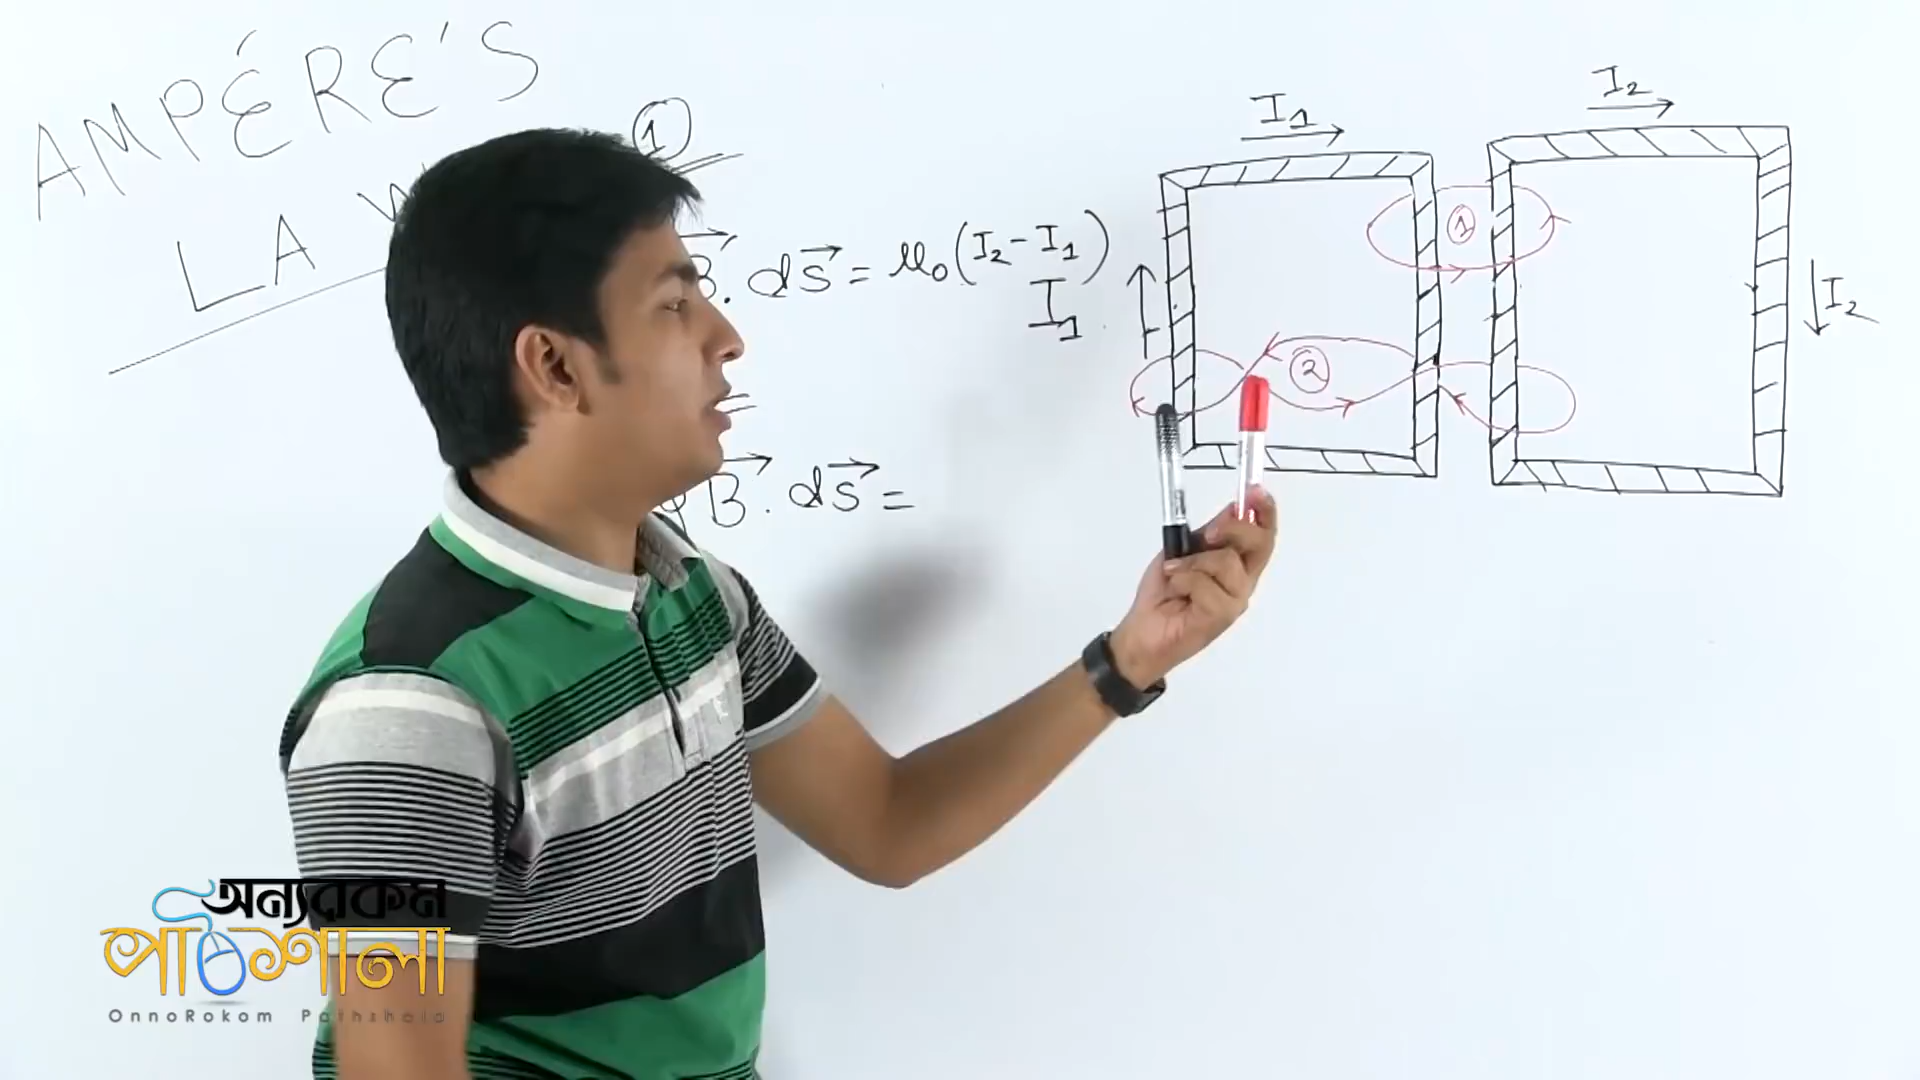 AMPÉRE'S
LAW
1
B⃗. ds⃗ = μ₀(I₂ - I₁)
I₁
=
∮B⃗. ds⃗ =
I₁
I₂
1
I₂
2
অন্যরকম
পাঠশালা
OnnoRokom Pathshala